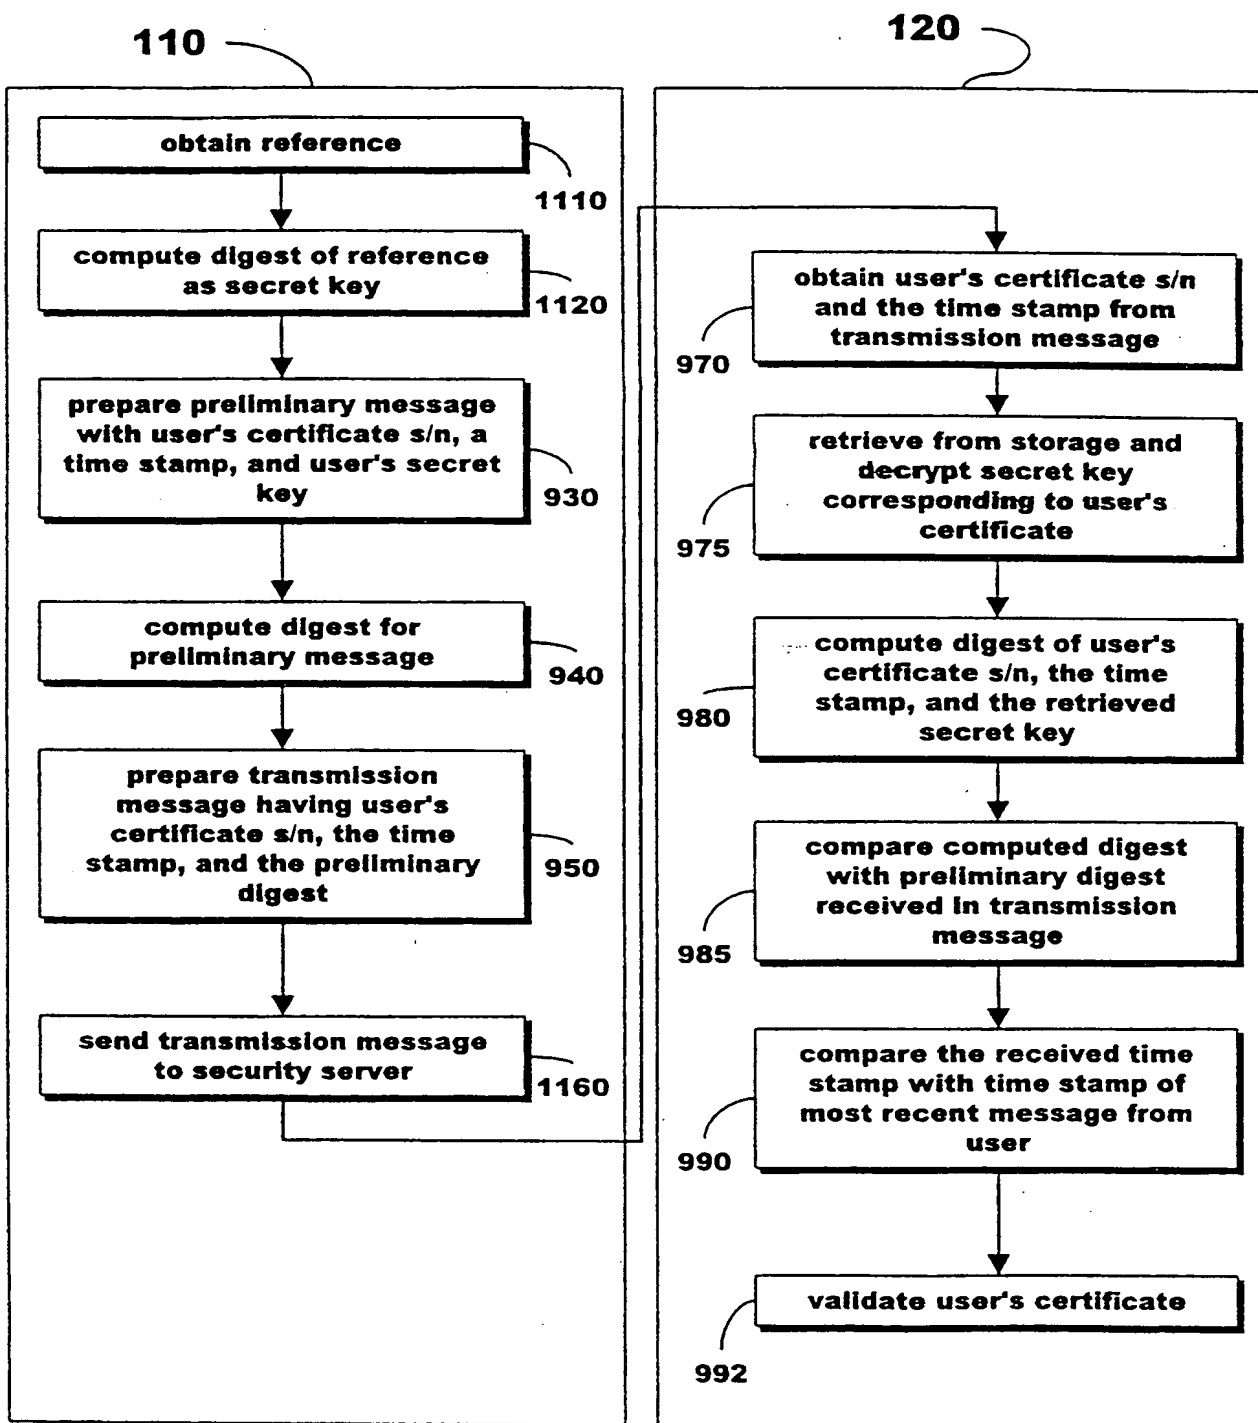 110
obtain reference
1110
compute digest of reference
as secret key
1120
prepare preliminary message
with user's certificate s/n, a
time stamp, and user's secret
key
930
compute digest for
preliminary message
940
prepare transmission
message having user's
certificate s/n, the time
stamp, and the preliminary
digest
950
send transmission message
to security server
1160
120
obtain user's certificate s/n
and the time stamp from
transmission message
970
retrieve from storage and
decrypt secret key
corresponding to user's
certificate
975
compute digest of user's
certificate s/n, the time
stamp, and the retrieved
secret key
980
compare computed digest
with preliminary digest
received in transmission
message
985
compare the received time
stamp with time stamp of
most recent message from
user
990
validate user's certificate
992